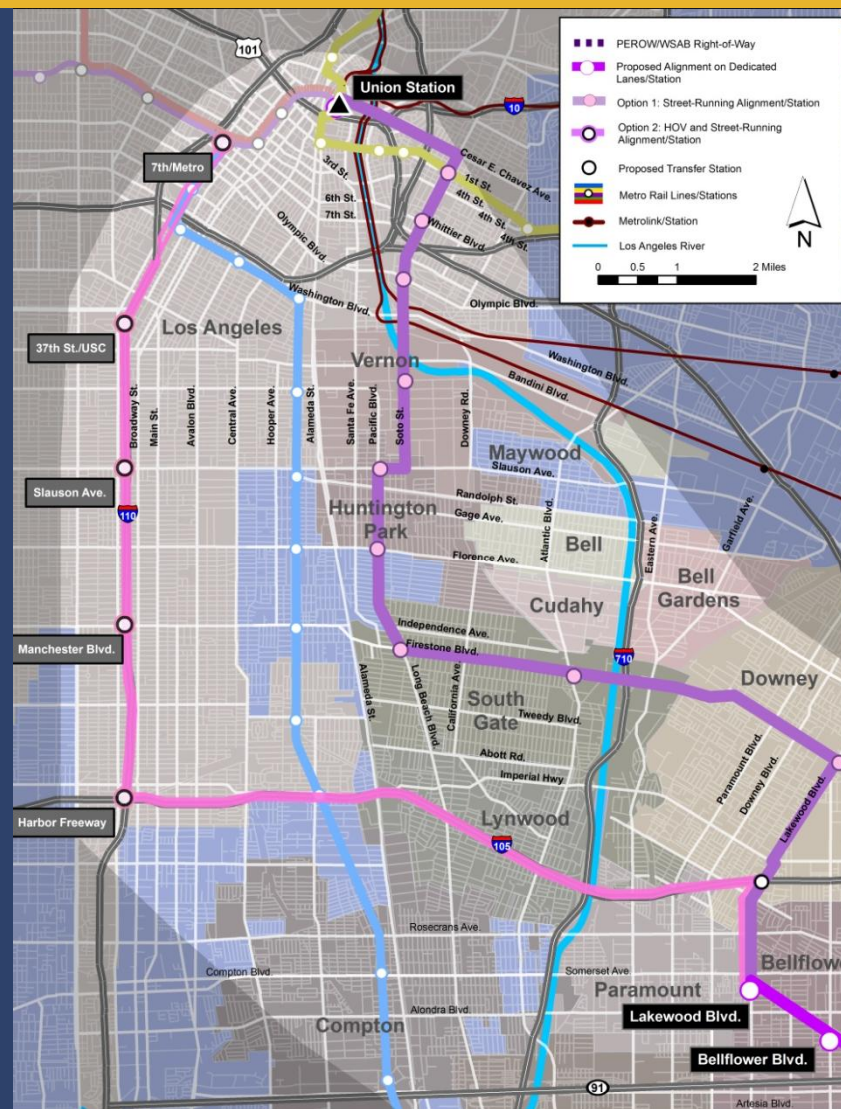 101
Union Station
10
7th/Metro
Cesar E. Chavez Ave.
1st St.
4th St.
4th St.
4th St.
3rd St.
6th St.
7th St.
Whittier Blvd.
Olympic Blvd.
Washington Blvd.
Olympic Blvd.
PEROW/WSAB Right-of-Way
Proposed Alignment on Dedicated
Lanes/Station
Option 1: Street-Running Alignment/Station
Option 2: HOV and Street-Running
Alignment/Station
Proposed Transfer Station
Metro Rail Lines/Stations
Metrolink/Station
Los Angeles River
N
0 0.5 1 2 Miles
37th St./USC
Los Angeles
Vernon
Washington Blvd.
Bandini Blvd.
Broadway St.
Main St.
Avalon Blvd.
Central Ave.
Hooper Ave.
Alameda St.
Santa Fe Ave.
Pacific Blvd.
Soto St.
Downey Rd.
Maywood
Slauson Ave.
Slauson Ave.
110
Randolph St.
Gage Ave.
Huntington
Park
Atlantic Blvd.
Bell
Eastern Ave.
Garfield Ave.
Florence Ave.
Bell
Gardens
Cudahy
Manchester Blvd.
Independence Ave.
Firestone Blvd.
710
Downey
Alameda St.
Long Beach Blvd.
California Ave.
South
Gate
Tweedy Blvd.
Abott Rd.
Imperial Hwy
Paramount Blvd.
Downey Blvd.
Lakewood Blvd.
Harbor Freeway
Lynwood
105
Rosecrans Ave.
Compton Blvd.
Somerset Ave.
Bellflowe
Paramount
Alondra Blvd.
Lakewood Blvd.
Compton
Bellflower Blvd.
91
Artesia Blvd.